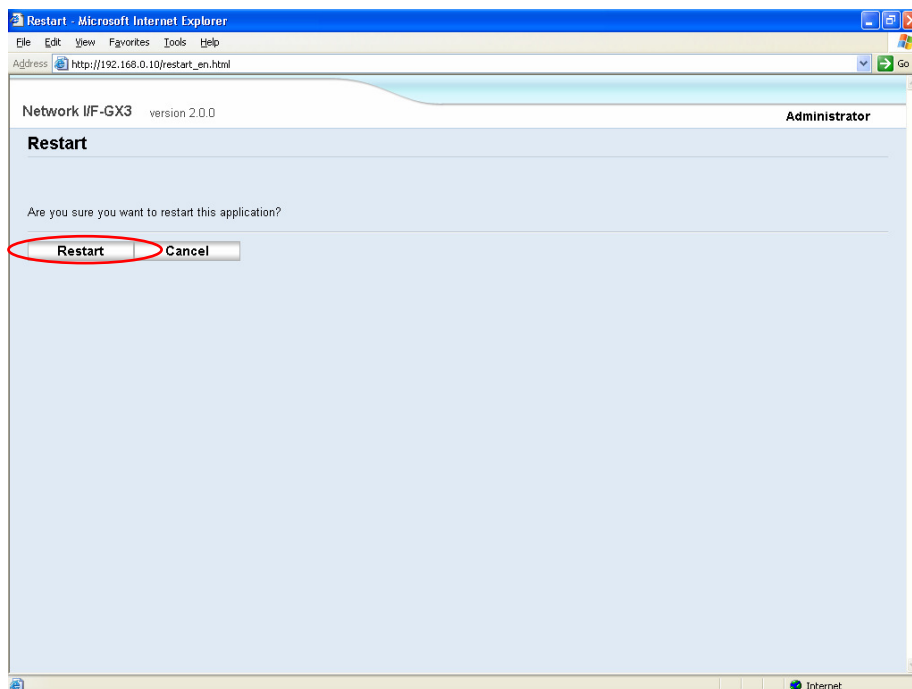 Restart - Microsoft Internet Explorer
File Edit View Favorites Tools Help
Address http://192.168.0.10/restart_en.html Go
Network I/F-GX3 version 2.0.0
Administrator
Restart
Are you sure you want to restart this application?
Restart Cancel
Internet